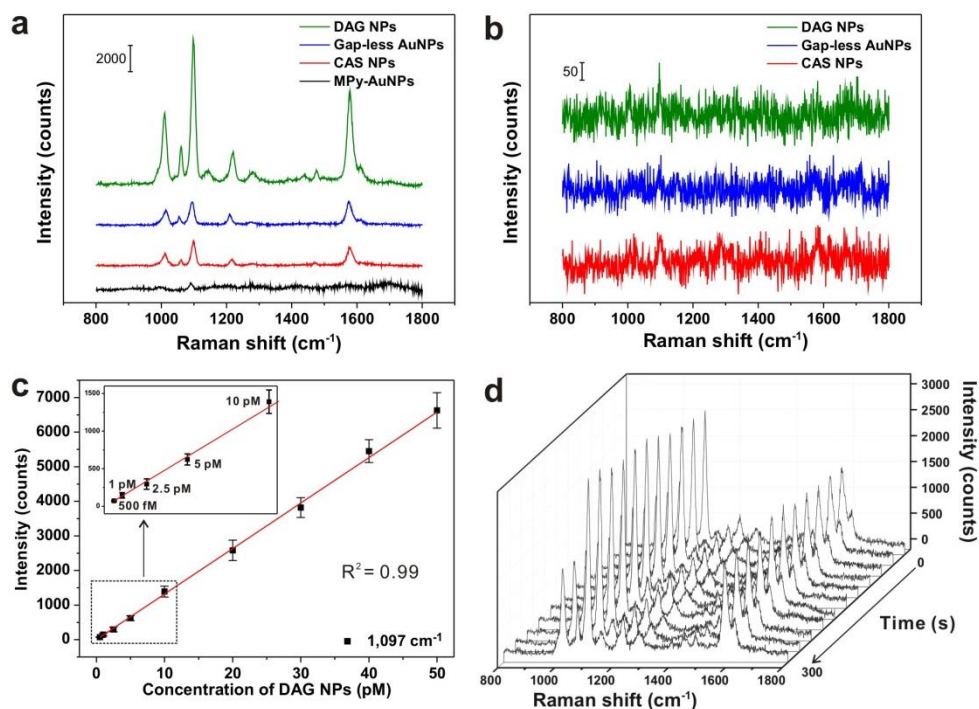 a
2000
DAG NPs
Gap-less AuNPs
CAS NPs
MPy-AuNPs
Intensity (counts)
800 1000 1200 1400 1600 1800
Raman shift (cm-1)
b
50
DAG NPs
Gap-less AuNPs
CAS NPs
Intensity (counts)
800 1000 1200 1400 1600 1800
Raman shift (cm-1)
c
7000
6000
5000
4000
3000
2000
1000
0
Intensity (counts)
1500
1000
500
0
10 pM
5 pM
1 pM
2.5 pM
500 fM
R2 = 0.99
1,097 cm-1
0 10 20 30 40 50
Concentration of DAG NPs (pM)
d
3000
2500
2000
1500
1000
500
0
Intensity (counts)
0
Time (s)
300
800 1000 1200 1400 1600 1800
Raman shift (cm-1)